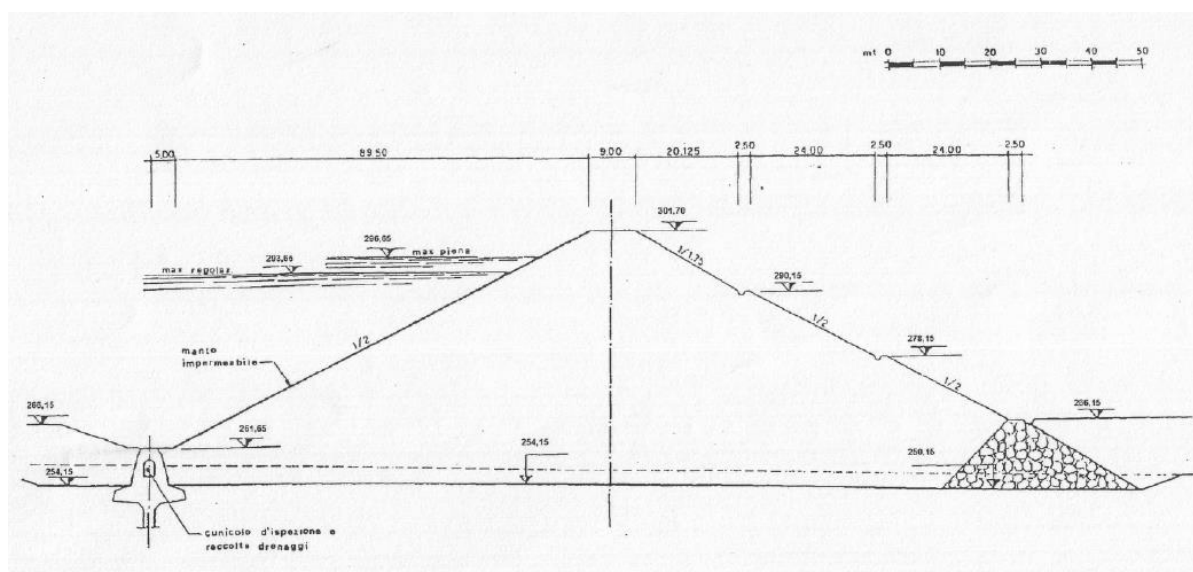 mt 0 10 20 30 40 50
5,00 89.50 9.00 20.125 2.50 24.00 2.50 24.00 2.50
301,70
296,65
max piena
293,65
max regolaz.
1/1,75
290,15
1/2
1/2
278,15
manto
impermeabile
1/2
266,15
266,15
261,65
254,15
254,15
250,15
cunicolo d'ispezione e
raccolta drenaggi